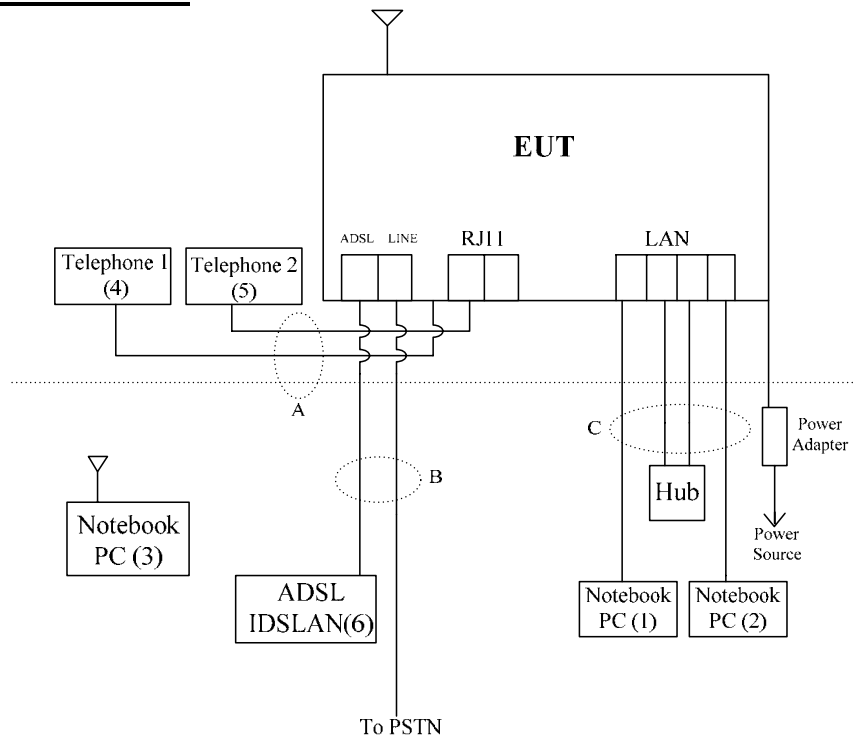 EUT
ADSL LINE RJ11 LAN
Telephone 1
(4)
Telephone 2
(5)
A
B
C
Power
Adapter
Notebook
PC (3)
Hub
Power
Source
ADSL
IDSLAN(6)
Notebook
PC (1)
Notebook
PC (2)
To PSTN